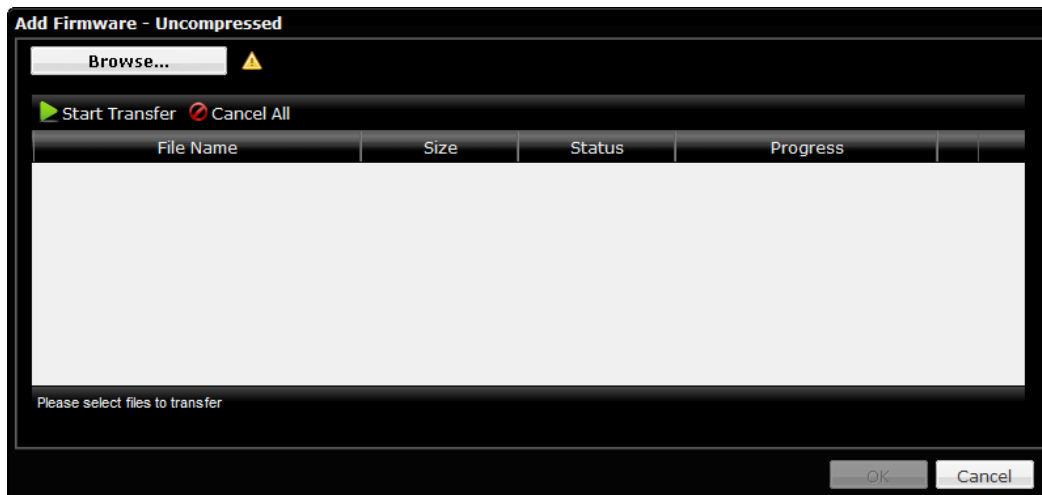 Add Firmware - Uncompressed
Browse...
Start Transfer Cancel All
File Name Size Status Progress
Please select files to transfer
OK Cancel